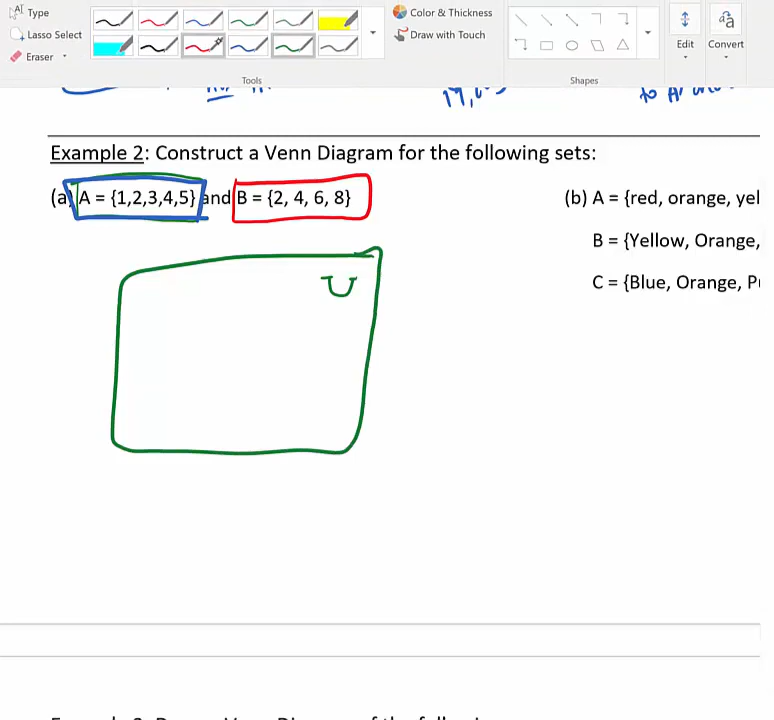 Type
Lasso Select
Eraser
Color & Thickness
Draw with Touch
Edit
Convert
Tools
Shapes
Example 2: Construct a Venn Diagram for the following sets:
(a) A = {1,2,3,4,5} and B = {2, 4, 6, 8}
(b) A = {red, orange, yel
B = {Yellow, Orange,
C = {Blue, Orange, P
U